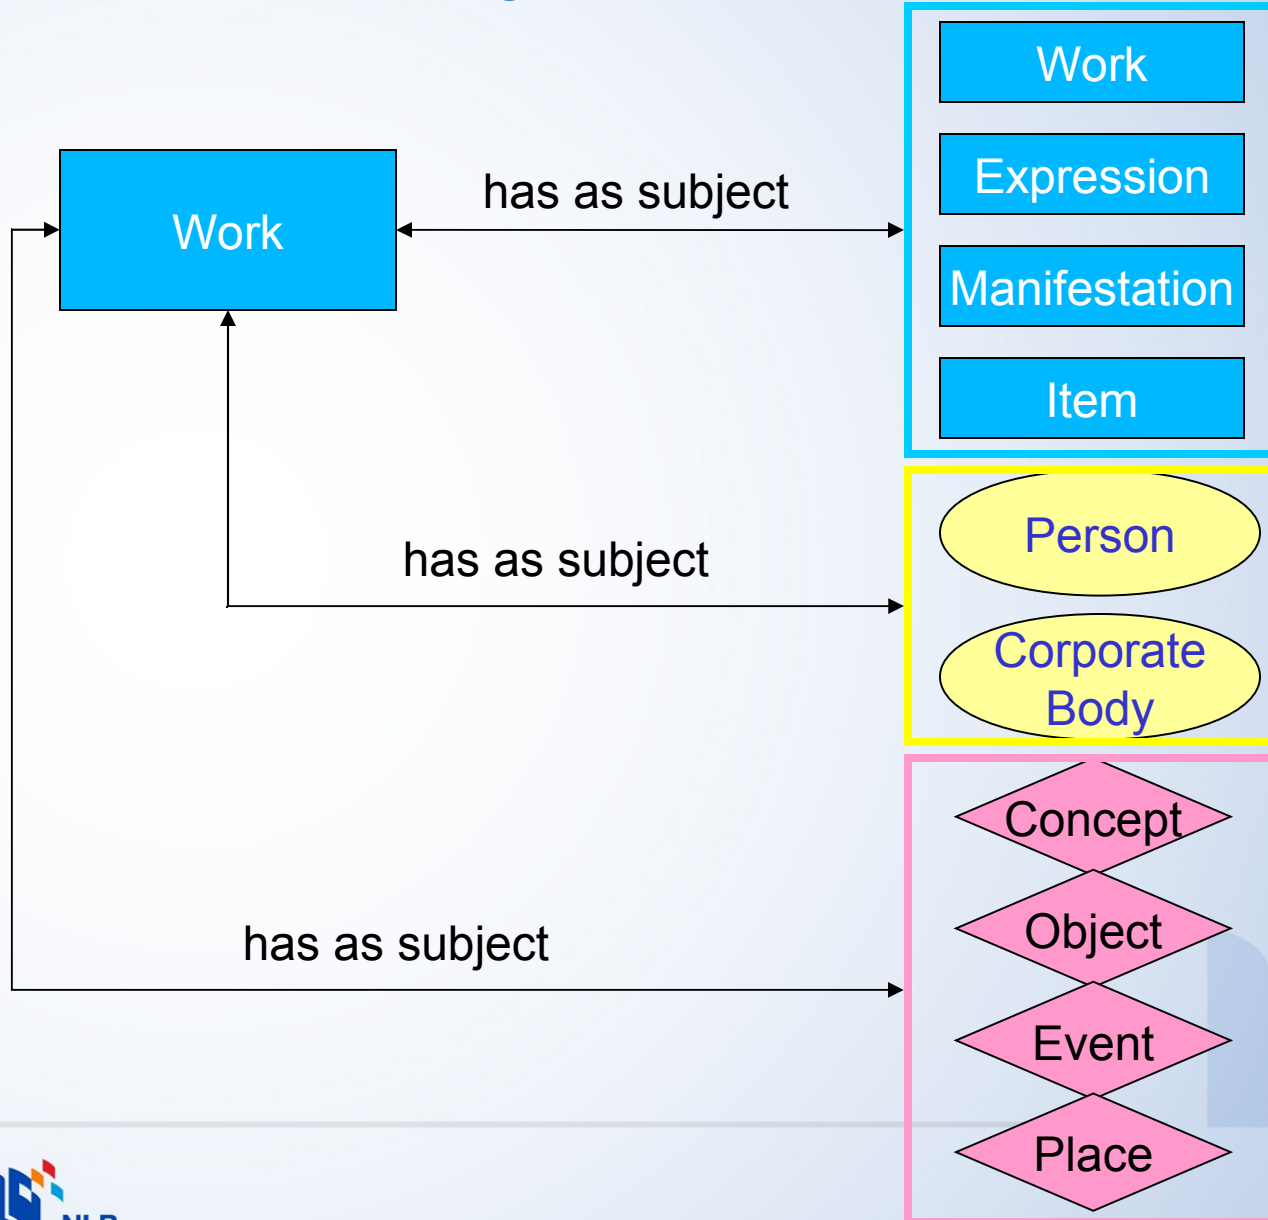 Work
has as subject
Work
Expression
Manifestation
Item
has as subject
Person
Corporate
Body
has as subject
Concept
Object
Event
Place